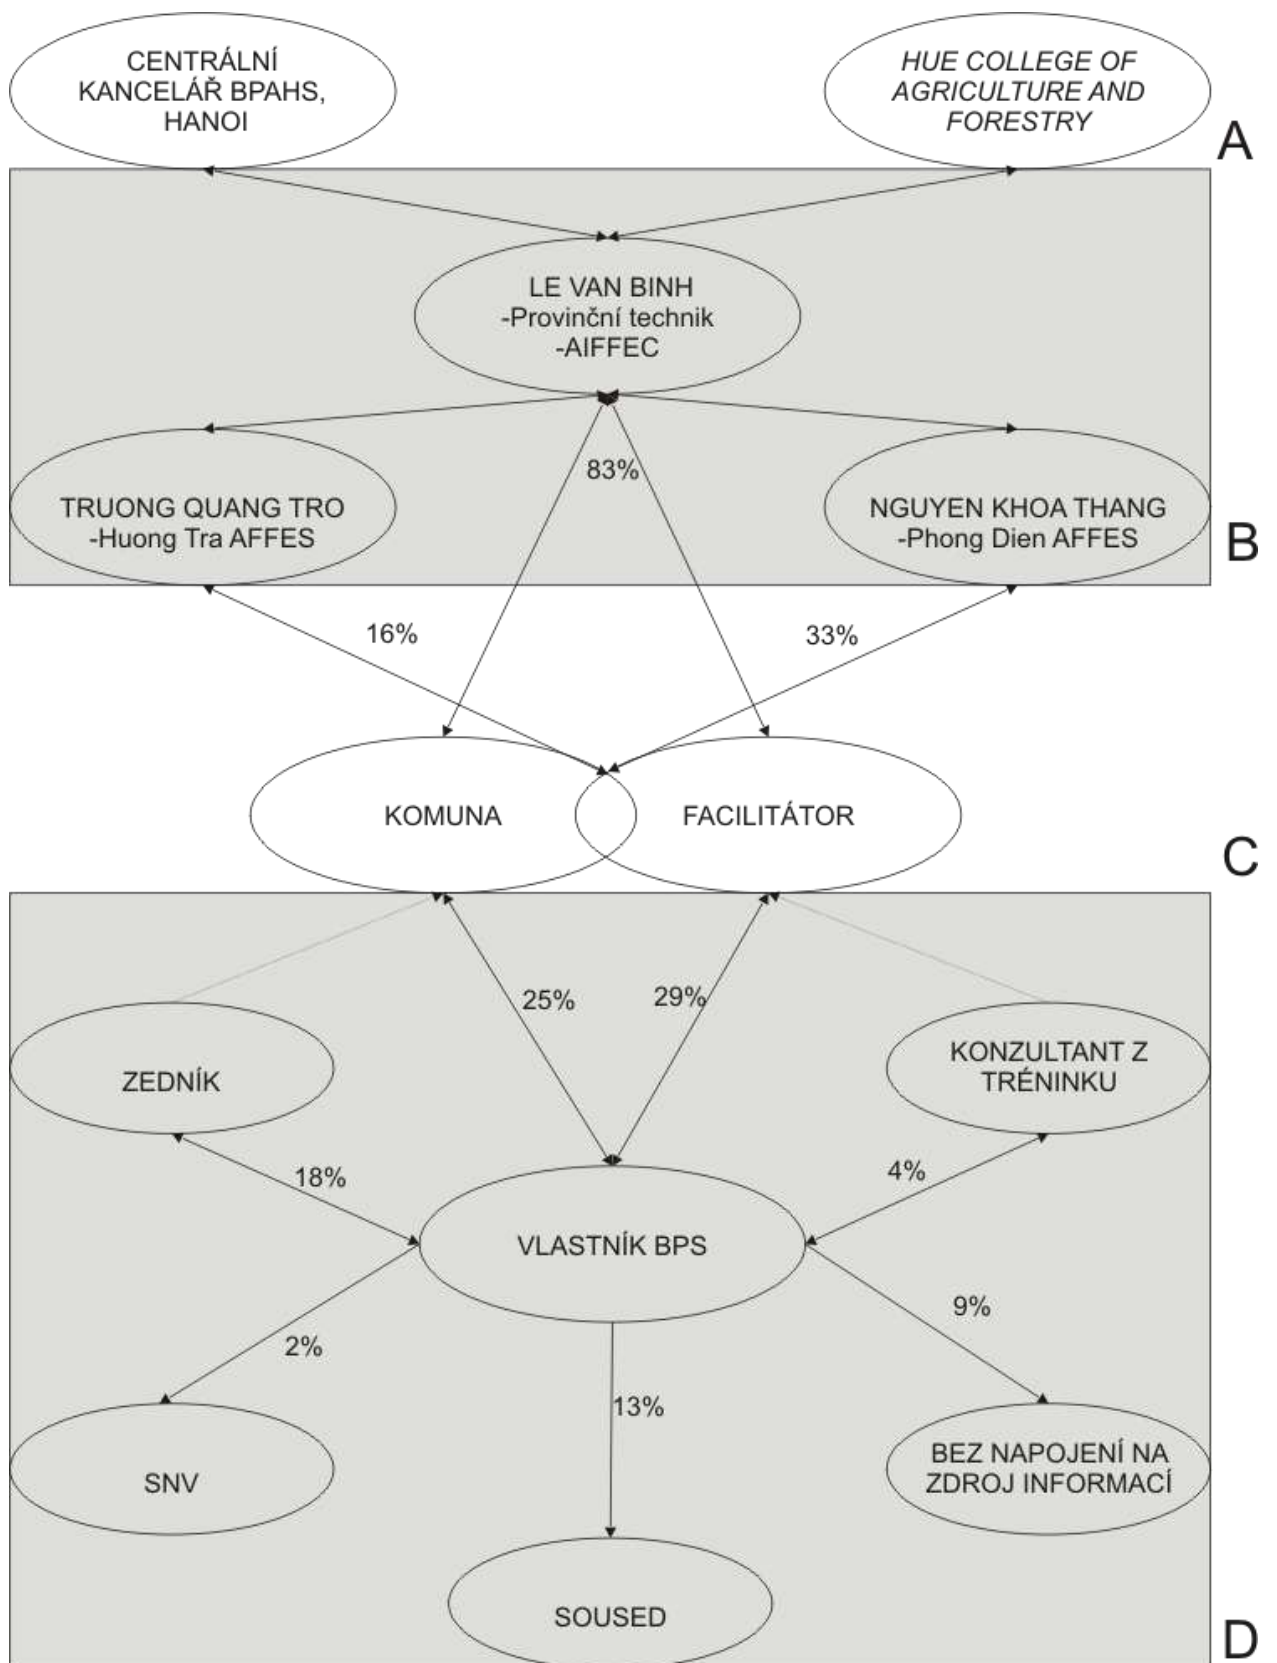 CENTRÁLNÍ
KANCELÁŘ BPAHS,
HANOI
HUE COLLEGE OF
AGRICULTURE AND
FORESTRY
A
LE VAN BINH
-Provinční technik
-AIFFEC
83%
TRUONG QUANG TRO
-Huong Tra AFFES
NGUYEN KHOA THANG
-Phong Dien AFFES
B
16%
33%
KOMUNA
FACILITÁTOR
C
25%
29%
ZEDNÍK
KONZULTANT Z
TRÉNINKU
18%
4%
VLASTNÍK BPS
2%
9%
13%
SNV
BEZ NAPOJENÍ NA
ZDROJ INFORMACÍ
SOUSED
D